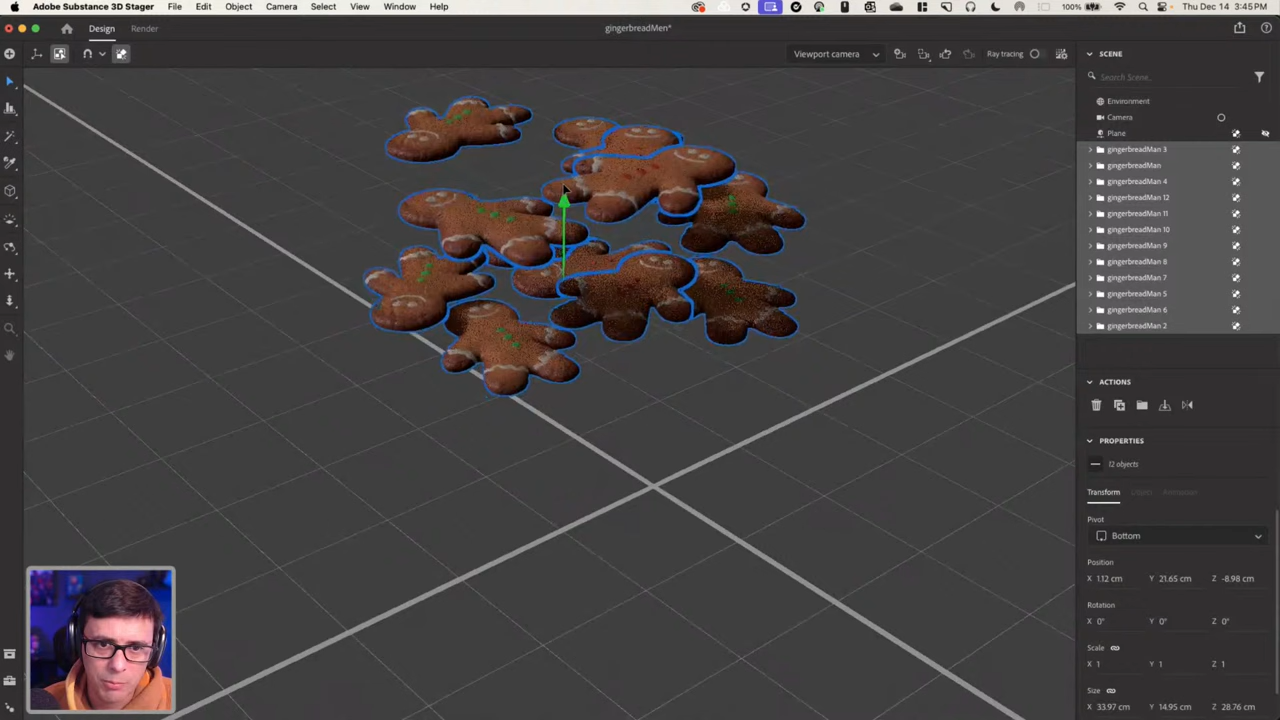 Adobe Substance 3D Stager File Edit Object Camera Select View Window Help 100% Thu Dec 14 3:45PM
Design Render gingerbreadMen*
Viewport camera Ray tracing
SCENE
Search Scene..
Environment
Camera
Plane
gingerbreadMan 3
gingerbreadMan
gingerbreadMan 4
gingerbreadMan 12
gingerbreadMan 11
gingerbreadMan 10
gingerbreadMan 9
gingerbreadMan 8
gingerbreadMan 7
gingerbreadMan 5
gingerbreadMan 6
gingerbreadMan 2
ACTIONS
PROPERTIES
12 objects
Transform Object Animation
Pivot
Bottom
Position
X 1.12 cm Y 21.65 cm Z -8.98 cm
Rotation
X 0° Y 0° Z 0°
Scale
X 1 Y 1 Z 1
Size
X 33.97 cm Y 14.95 cm Z 28.76 cm